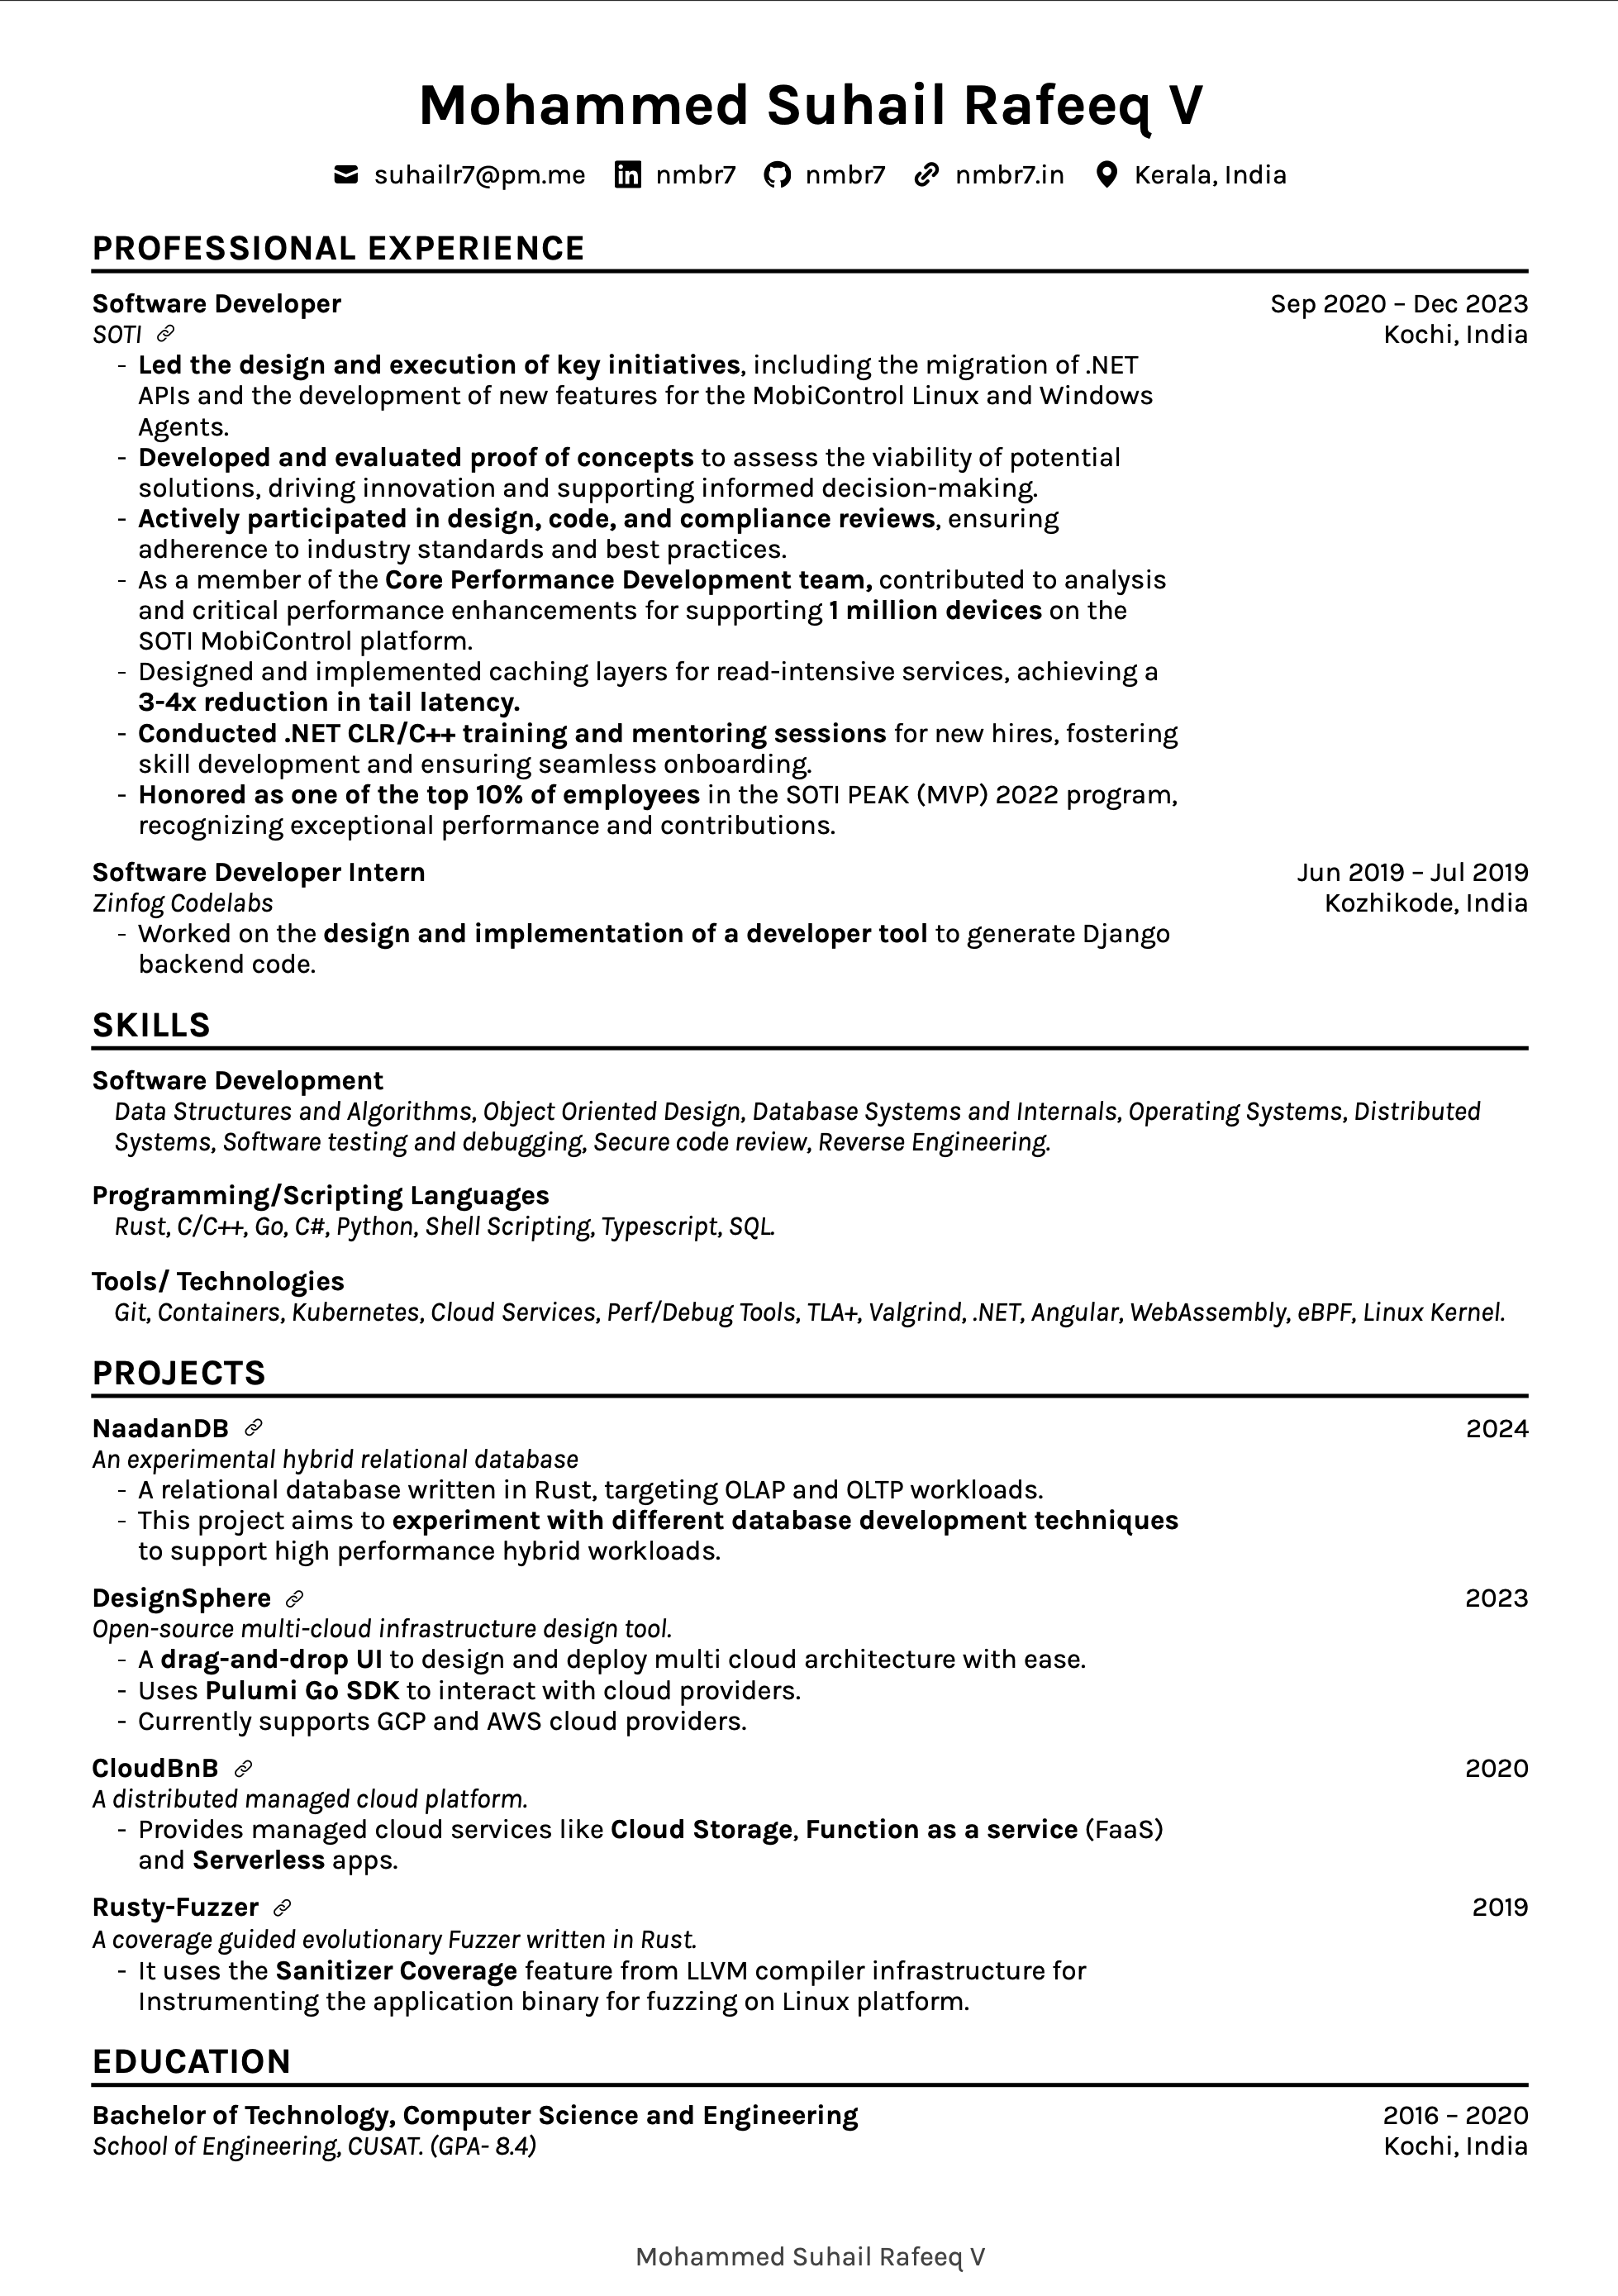 Mohammed Suhail Rafeeq V
suhailr7@pm.me nmbr7 nmbr7 nmbr7.in Kerala, India
PROFESSIONAL EXPERIENCE
Software Developer Sep 2020 – Dec 2023
SOTI Kochi, India
- Led the design and execution of key initiatives, including the migration of .NET
APIs and the development of new features for the MobiControl Linux and Windows
Agents.
- Developed and evaluated proof of concepts to assess the viability of potential
solutions, driving innovation and supporting informed decision-making.
- Actively participated in design, code, and compliance reviews, ensuring
adherence to industry standards and best practices.
- As a member of the Core Performance Development team, contributed to analysis
and critical performance enhancements for supporting 1 million devices on the
SOTI MobiControl platform.
- Designed and implemented caching layers for read-intensive services, achieving a
3-4x reduction in tail latency.
- Conducted .NET CLR/C++ training and mentoring sessions for new hires, fostering
skill development and ensuring seamless onboarding.
- Honored as one of the top 10% of employees in the SOTI PEAK (MVP) 2022 program,
recognizing exceptional performance and contributions.
Software Developer Intern Jun 2019 – Jul 2019
Zinfog Codelabs Kozhikode, India
- Worked on the design and implementation of a developer tool to generate Django
backend code.
SKILLS
Software Development
Data Structures and Algorithms, Object Oriented Design, Database Systems and Internals, Operating Systems, Distributed
Systems, Software testing and debugging, Secure code review, Reverse Engineering.
Programming/Scripting Languages
Rust, C/C++, Go, C#, Python, Shell Scripting, Typescript, SQL.
Tools/ Technologies
Git, Containers, Kubernetes, Cloud Services, Perf/Debug Tools, TLA+, Valgrind, .NET, Angular, WebAssembly, eBPF, Linux Kernel.
PROJECTS
NaadanDB 2024
An experimental hybrid relational database
- A relational database written in Rust, targeting OLAP and OLTP workloads.
- This project aims to experiment with different database development techniques
to support high performance hybrid workloads.
DesignSphere 2023
Open-source multi-cloud infrastructure design tool.
- A drag-and-drop UI to design and deploy multi cloud architecture with ease.
- Uses Pulumi Go SDK to interact with cloud providers.
- Currently supports GCP and AWS cloud providers.
CloudBnB 2020
A distributed managed cloud platform.
- Provides managed cloud services like Cloud Storage, Function as a service (FaaS)
and Serverless apps.
Rusty-Fuzzer 2019
A coverage guided evolutionary Fuzzer written in Rust.
- It uses the Sanitizer Coverage feature from LLVM compiler infrastructure for
Instrumenting the application binary for fuzzing on Linux platform.
EDUCATION
Bachelor of Technology, Computer Science and Engineering 2016 – 2020
School of Engineering, CUSAT. (GPA- 8.4) Kochi, India
Mohammed Suhail Rafeeq V